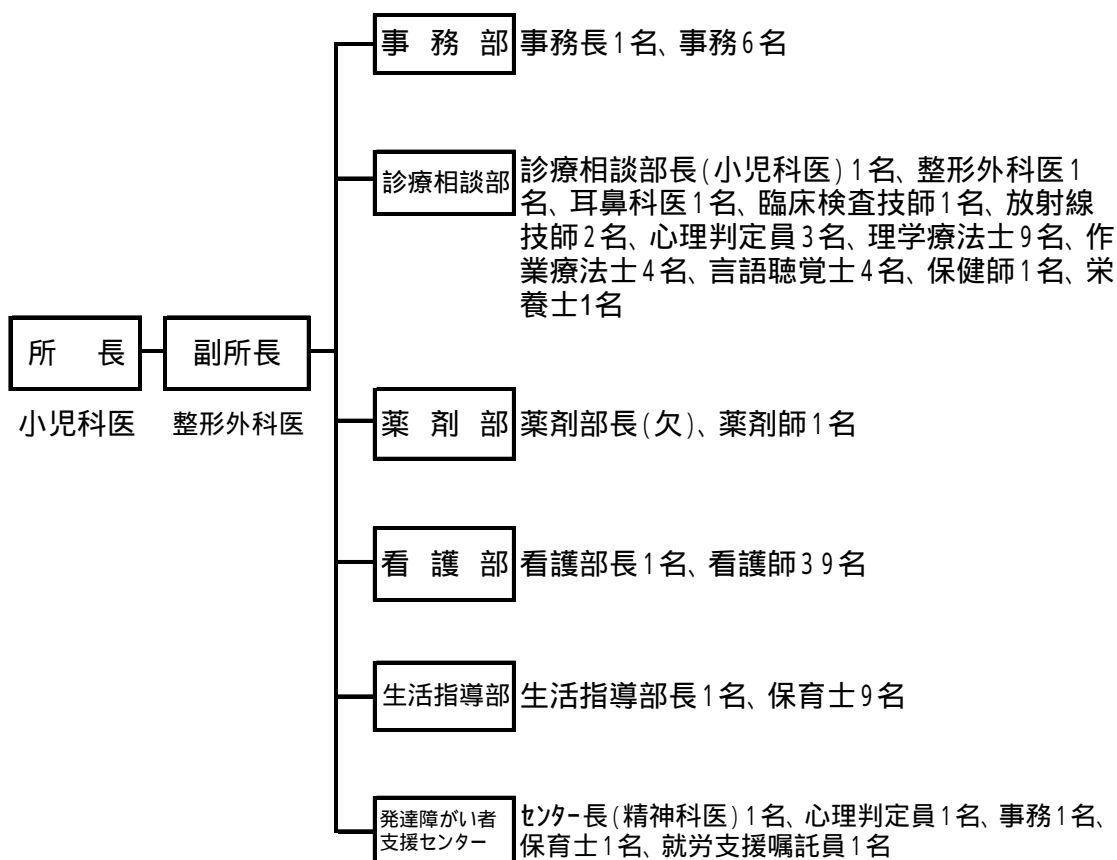 事　務　部
事務長1名、事務6名
診療相談部
診療相談部長(小児科医)1名、整形外科医1
名、耳鼻科医1名、臨床検査技師1名、放射線
技師2名、心理判定員3名、理学療法士9名、作
業療法士4名、言語聴覚士4名、保健師1名、栄
養士1名
所　長
副所長
小児科医
整形外科医
薬　剤　部
薬剤部長(欠)、薬剤師1名
看　護　部
看護部長1名、看護師39名
生活指導部
生活指導部長1名、保育士9名
発達障がい者
支援センター
ｾﾝﾀｰ長(精神科医)1名、心理判定員1名、事務1名、
保育士1名、就労支援嘱託員1名